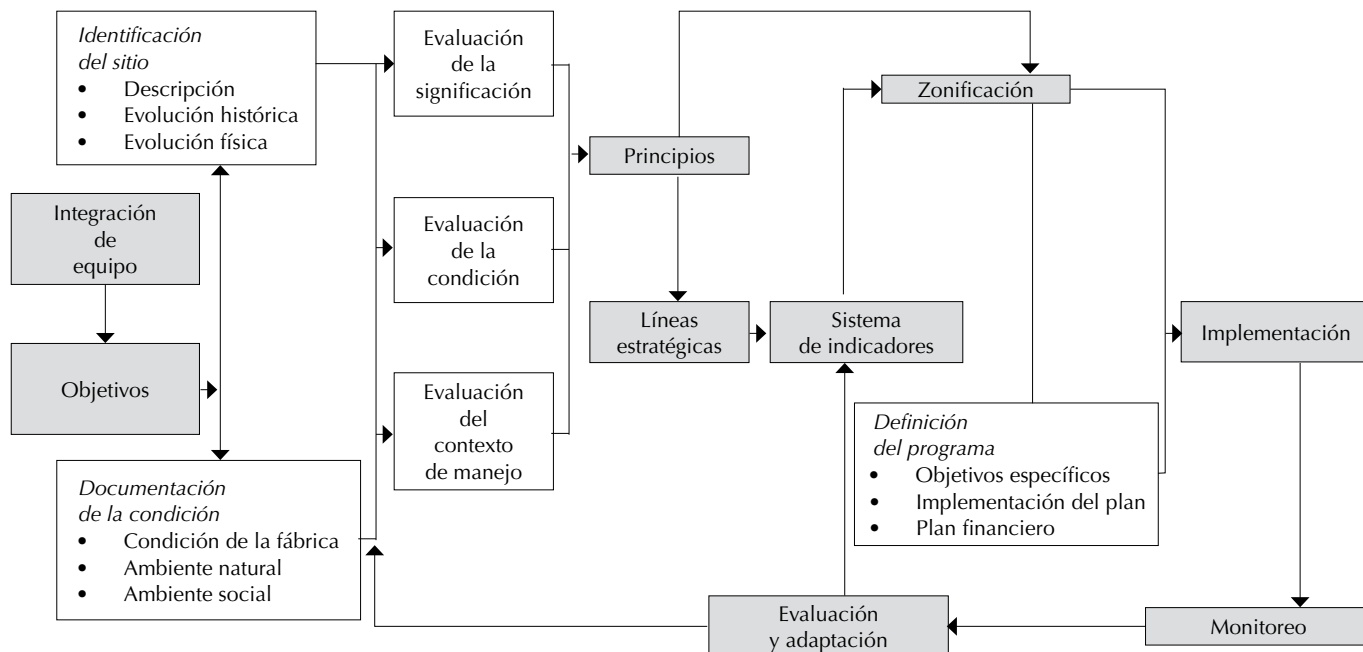 Identificación
del sitio
• Descripción
• Evolución histórica
• Evolución física
Integración
de
equipo
Objetivos
Documentación
de la condición
• Condición de la fábrica
• Ambiente natural
• Ambiente social
Evaluación
de la
significación
Evaluación
de la
condición
Evaluación
del
contexto
de manejo
Principios
Líneas
estratégicas
Sistema
de indicadores
Zonificación
Definición
del programa
• Objetivos específicos
• Implementación del plan
• Plan financiero
Implementación
Monitoreo
Evaluación
y adaptación